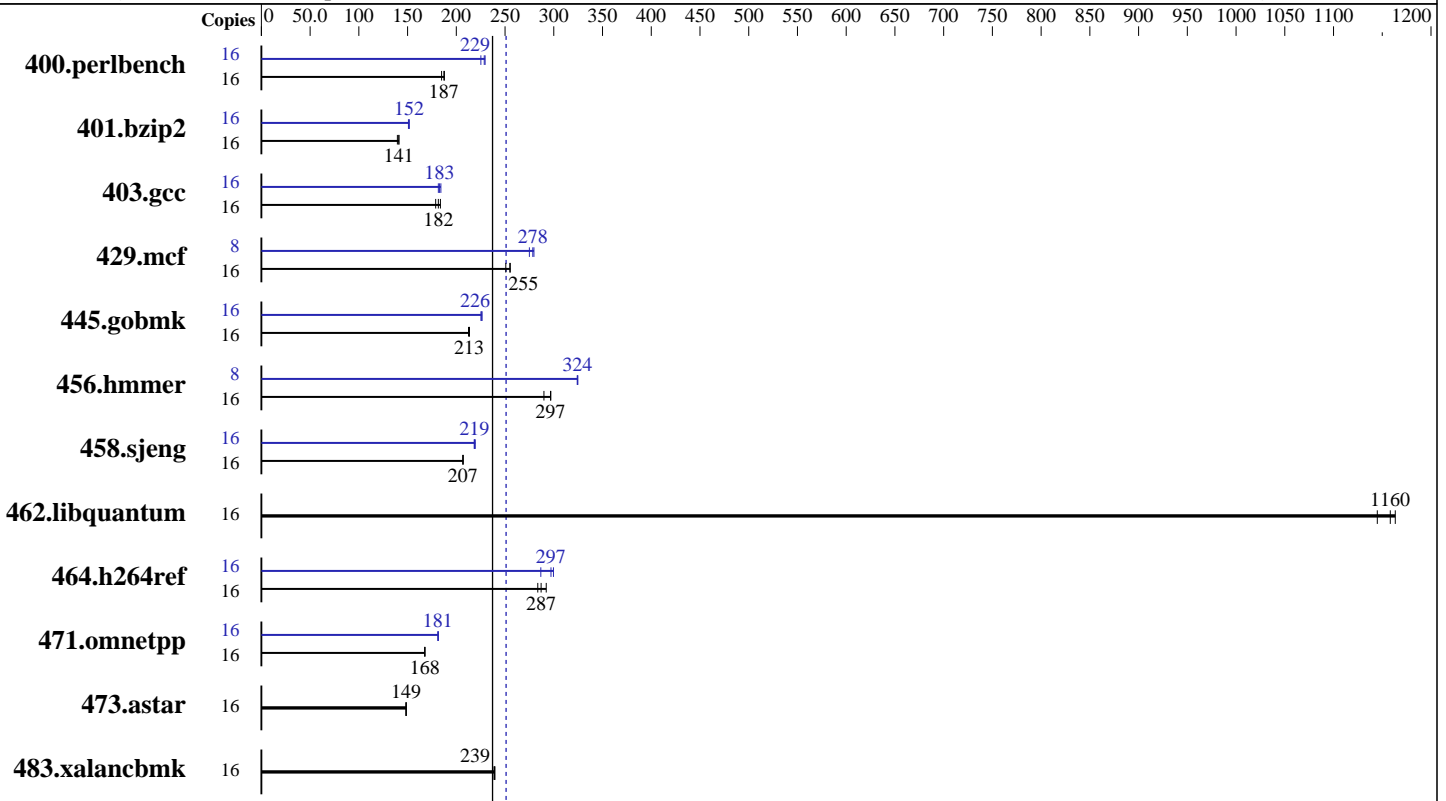 Copies 0 50.0 100 150 200 250 300 350 400 450 500 550 600 650 700 750 800 850 900 950 1000 1050 1100 1200
400.perlbench 16 229
16 187
401.bzip2 16 152
16 141
403.gcc 16 183
16 182
429.mcf 8 278
16 255
445.gobmk 16 226
16 213
456.hmmer 8 324
16 297
458.sjeng 16 219
16 207
462.libquantum 16 1160
464.h264ref 16 297
16 287
471.omnetpp 16 181
16 168
473.astar 16 149
483.xalancbmk 16 239